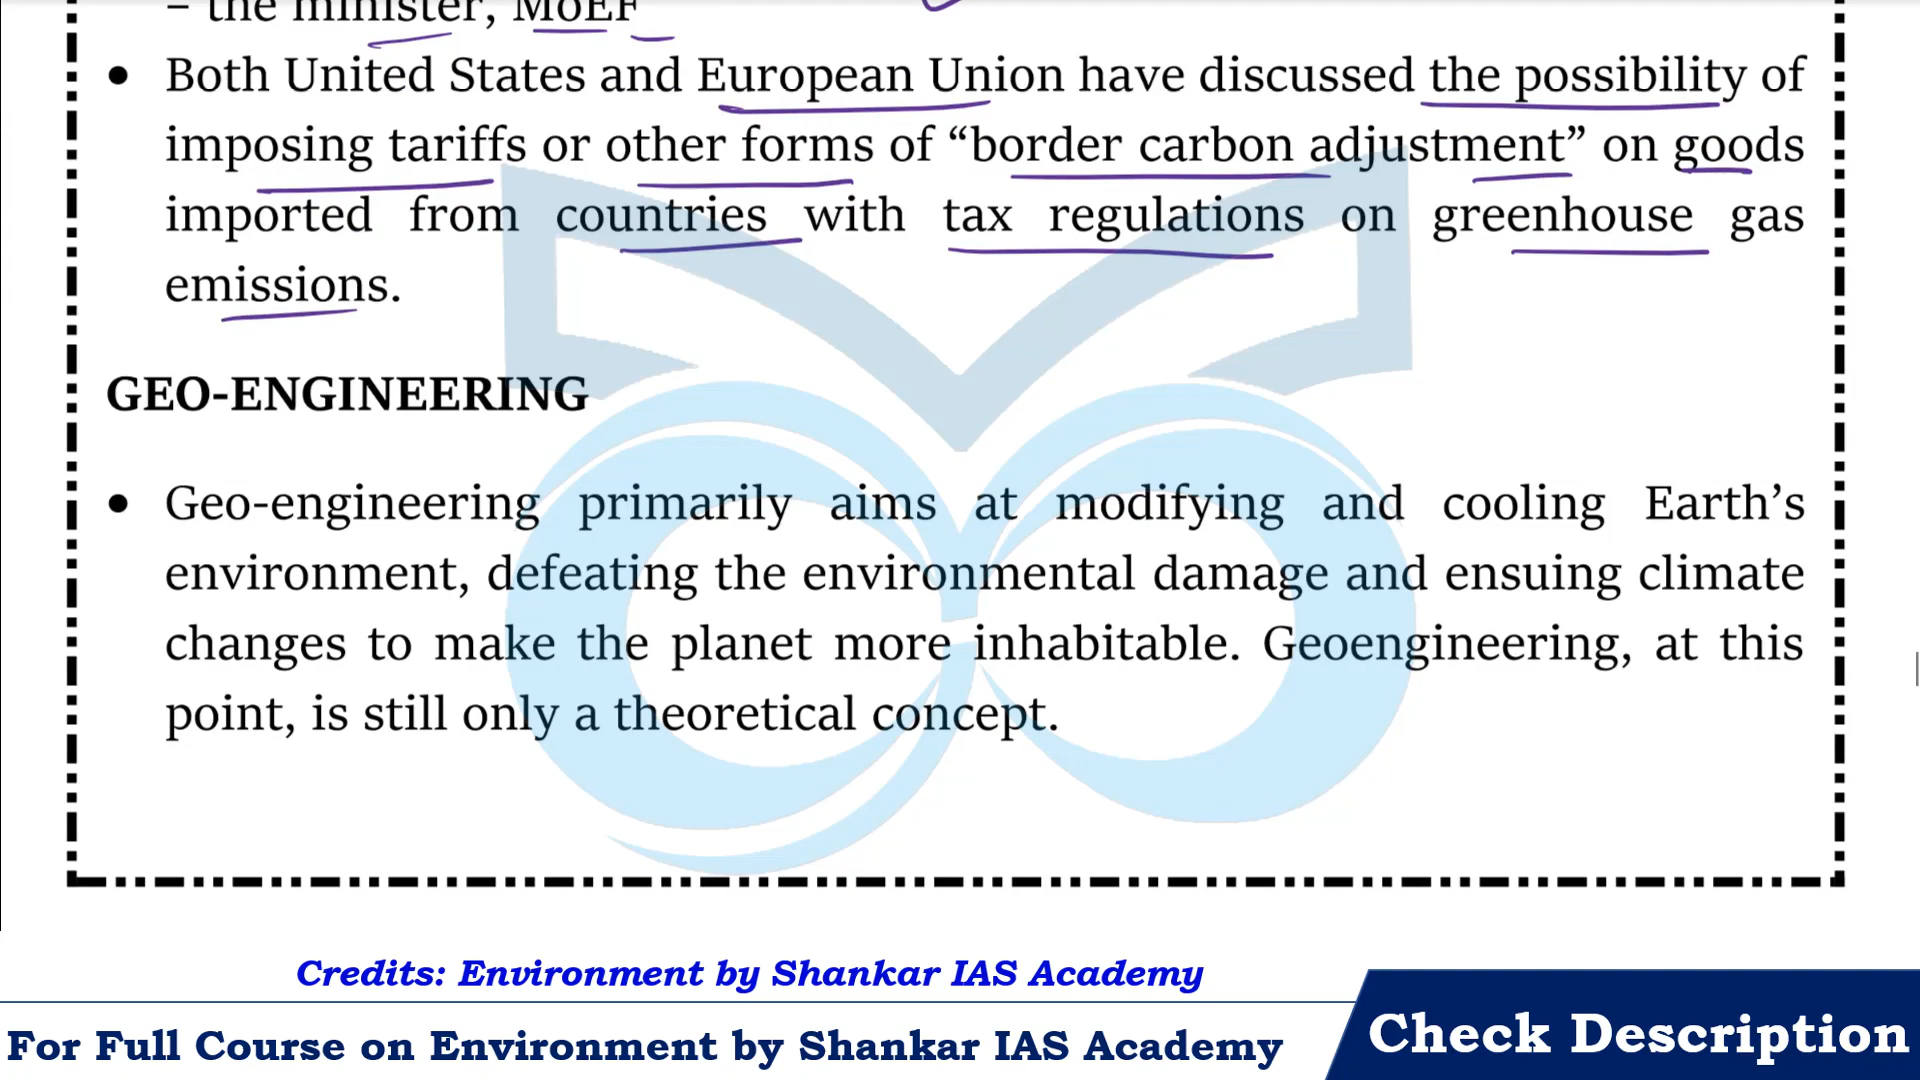 – the minister, MoEF
• Both United States and European Union have discussed the possibility of
imposing tariffs or other forms of “border carbon adjustment” on goods
imported from countries with tax regulations on greenhouse gas
emissions.
GEO-ENGINEERING
• Geo-engineering primarily aims at modifying and cooling Earth’s
environment, defeating the environmental damage and ensuing climate
changes to make the planet more inhabitable. Geoengineering, at this
point, is still only a theoretical concept.
Credits: Environment by Shankar IAS Academy
For Full Course on Environment by Shankar IAS Academy
Check Description